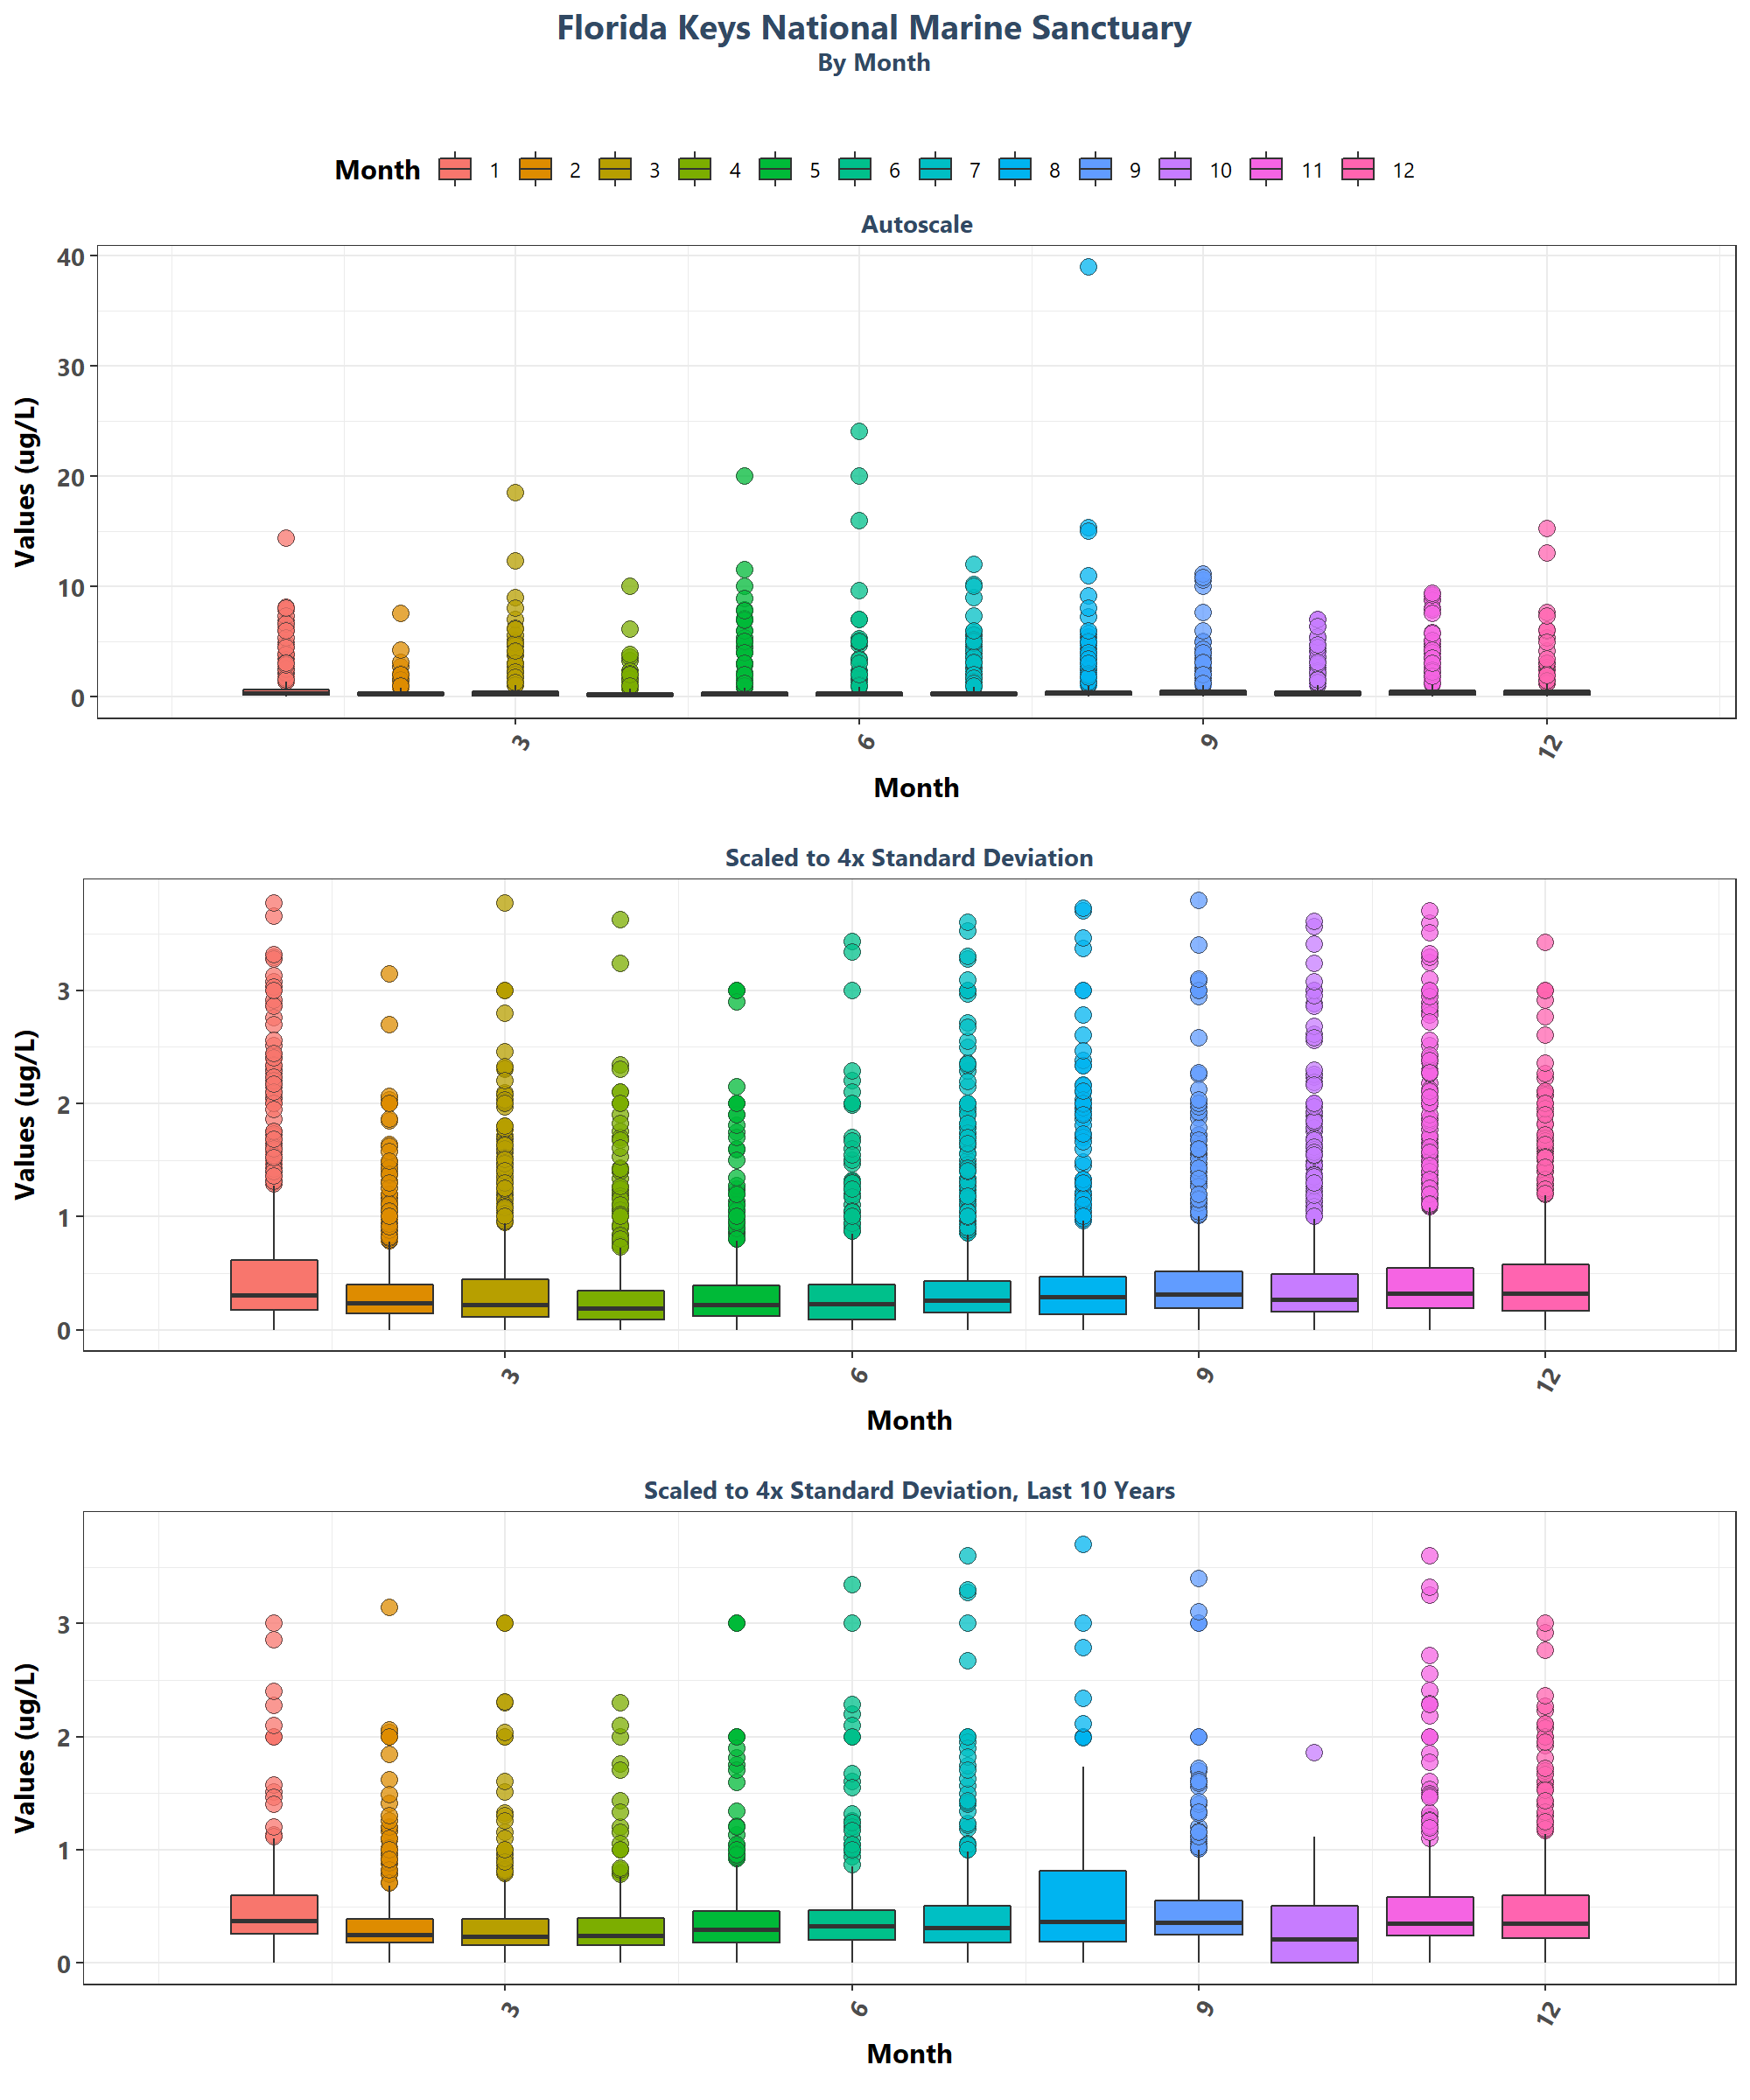 Florida Keys National Marine Sanctuary
By Month
Month 1 2 3 4 5 6 7 8 9 10 11 12
Autoscale
Values (ug/L)
40
30
20
10
0
3 6 9 12
Month
Scaled to 4x Standard Deviation
Values (ug/L)
3
2
1
0
3 6 9 12
Month
Scaled to 4x Standard Deviation, Last 10 Years
Values (ug/L)
3
2
1
0
3 6 9 12
Month